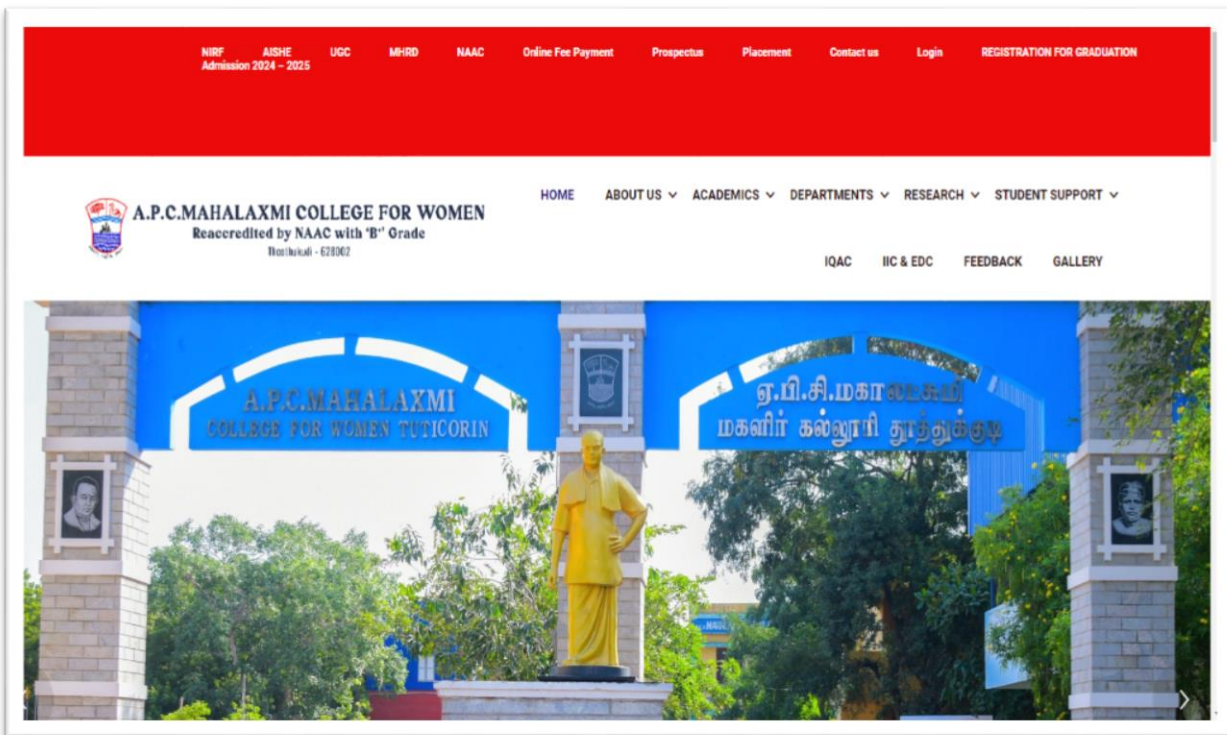 NIRF AISHE UGC MHRD NAAC Online Fee Payment Prospectus Placement Contact us Login REGISTRATION FOR GRADUATION
Admission 2024 – 2025
A.P.C.MAHALAXMI COLLEGE FOR WOMEN
Reaccredited by NAAC with ‘B’ Grade
Thoothukudi - 628002
HOME ABOUT US ACADEMICS DEPARTMENTS RESEARCH STUDENT SUPPORT
IQAC IIC & EDC FEEDBACK GALLERY
A.P.C.MAHALAXMI
COLLEGE FOR WOMEN TUTICORIN
ஏ.பி.சி.மகாலட்சுமி
மகளிர் கல்லூரி தூத்துக்குடி